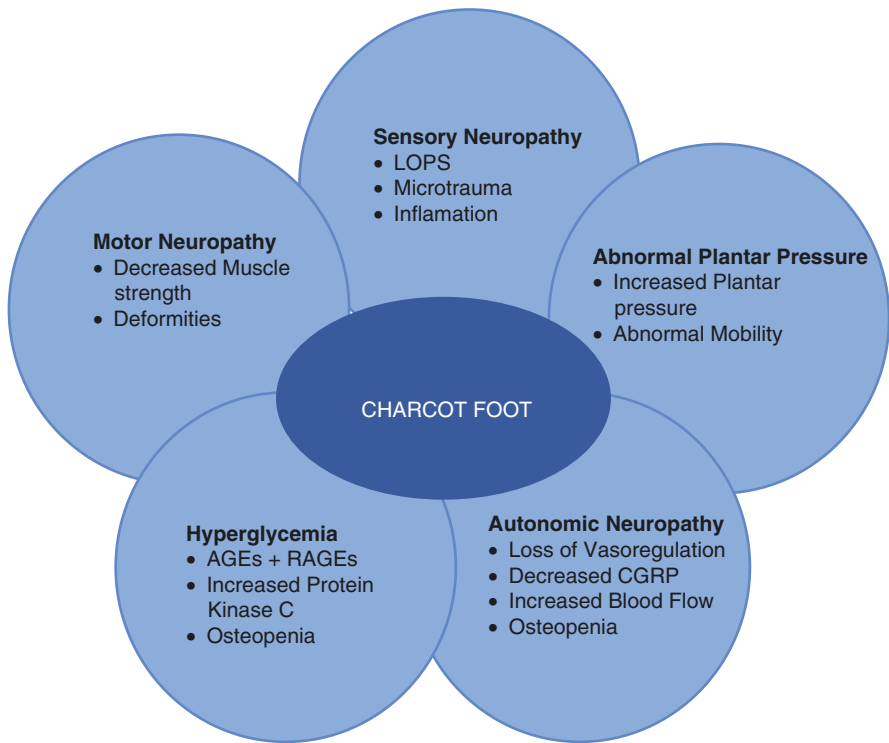 Sensory Neuropathy
• LOPS
• Microtrauma
• Inflamation
Motor Neuropathy
• Decreased Muscle
strength
• Deformities
Abnormal Plantar Pressure
• Increased Plantar
pressure
• Abnormal Mobility
CHARCOT FOOT
Hyperglycemia
• AGEs + RAGEs
• Increased Protein
Kinase C
• Osteopenia
Autonomic Neuropathy
• Loss of Vasoregulation
• Decreased CGRP
• Increased Blood Flow
• Osteopenia